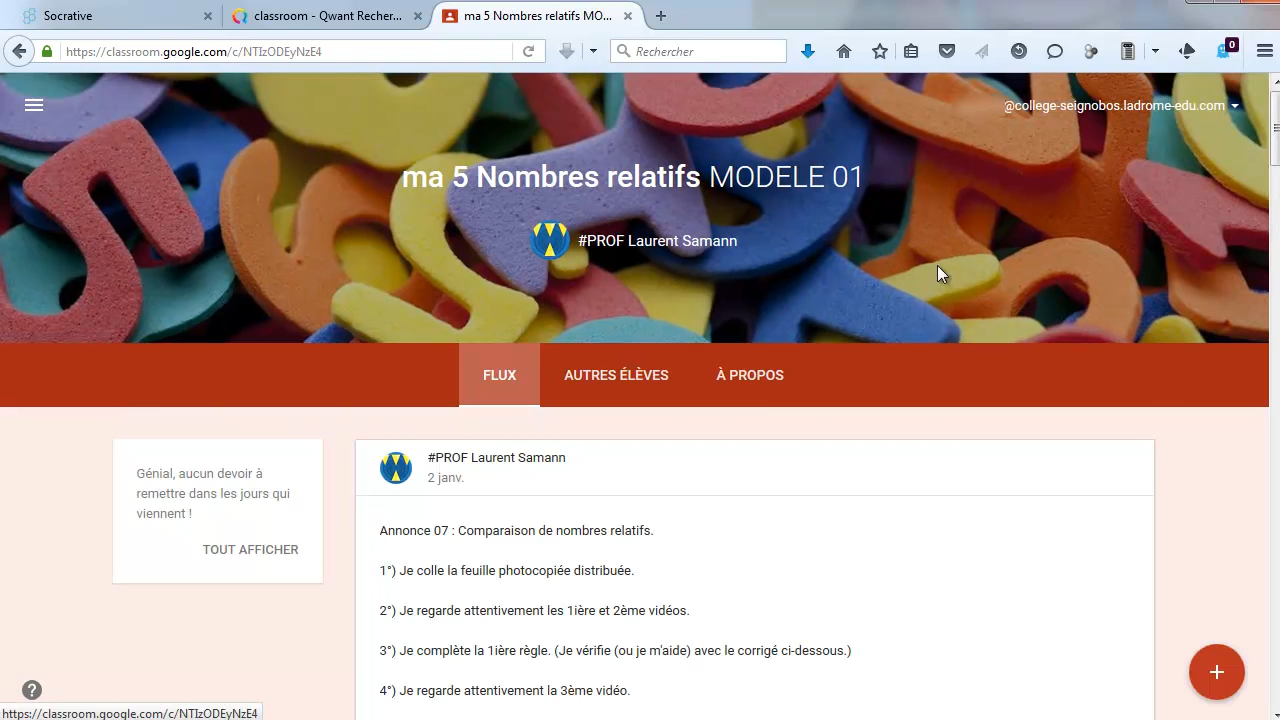 Socrative
classroom - Qwant Recher...
ma 5 Nombres relatifs MO...
https://classroom.google.com/c/NTIzODEyNzE4
Rechercher
0
@college-seignobos.ladrome-edu.com
ma 5 Nombres relatifs MODELE 01
#PROF Laurent Samann
FLUX
AUTRES ÉLÈVES
À PROPOS
Génial, aucun devoir à
remettre dans les jours qui
viennent !
TOUT AFFICHER
#PROF Laurent Samann
2 janv.
Annonce 07 : Comparaison de nombres relatifs.
1°) Je colle la feuille photocopiée distribuée.
2°) Je regarde attentivement les 1ière et 2ème vidéos.
3°) Je complète la 1ière règle. (Je vérifie (ou je m'aide) avec le corrigé ci-dessous.)
4°) Je regarde attentivement la 3ème vidéo.
https://classroom.google.com/c/NTIzODEyNzE4